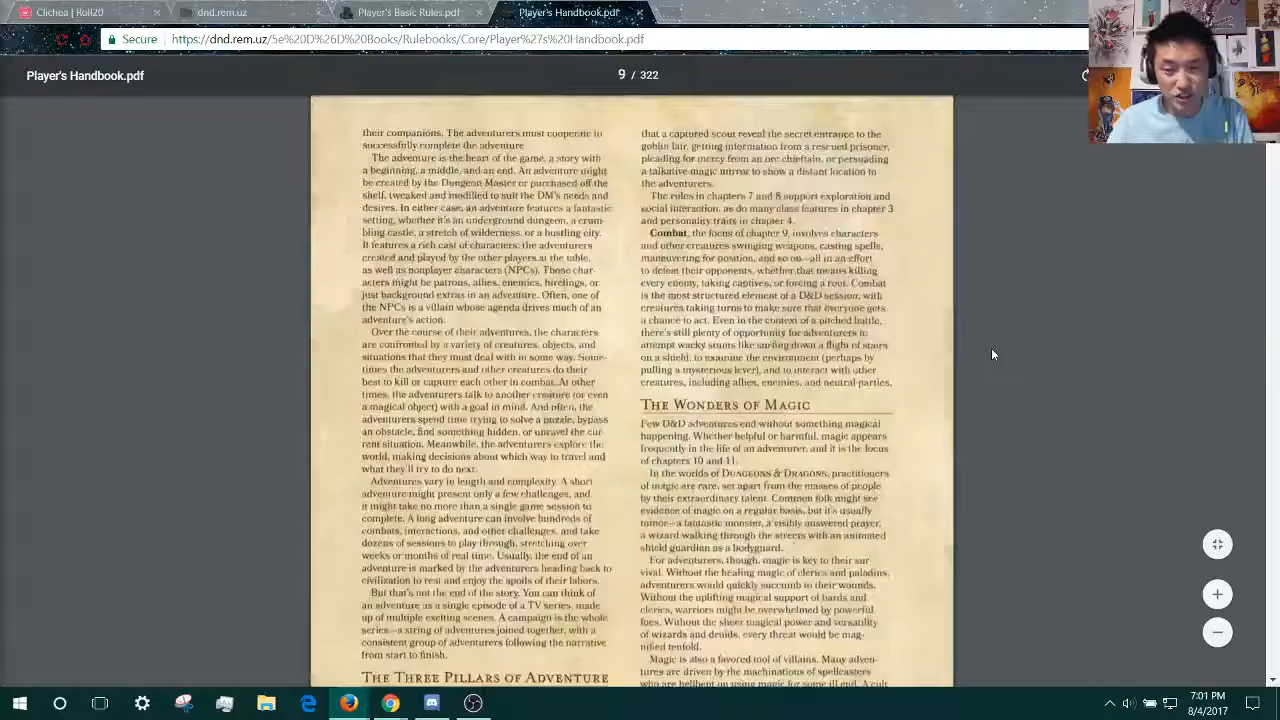 Clichea | Roll20
dnd.rem.uz
Player's Basic Rules.pdf
Player's Handbook.pdf
Secure
https://dnd.rem.uz/5e%20D%26D%20Books/Rulebooks/Core/Player%27s%20Handbook.pdf
Player's Handbook.pdf
9 / 322
their companions. The adventurers must cooperate to
successfully complete the adventure
The adventure is the heart of the game, a story with
a beginning, a middle, and an end. An adventure might
be created by the Dungeon Master or purchased off the
shelf, tweaked and modified to suit the DM's needs and
desires. In either case, an adventure features a fantastic
setting, whether it's an underground dungeon, a crum-
bling castle, a stretch of wilderness, or a bustling city.
It features a rich cast of characters: the adventurers
created and played by the other players at the table,
as well as nonplayer characters (NPCs). Those char-
acters might be patrons, allies, enemies, hirelings, or
just background extras in an adventure. Often, one of
the NPCs is a villain whose agenda drives much of an
adventure's action.
Over the course of their adventures, the characters
are confronted by a variety of creatures, objects, and
situations that they must deal with in some way. Some-
times the adventurers and other creatures do their
best to kill or capture each other in combat. At other
times, the adventurers talk to another creature (or even
a magical object) with a goal in mind. And often, the
adventurers spend time trying to solve a puzzle, bypass
an obstacle, find something hidden, or unravel the cur-
rent situation. Meanwhile, the adventurers explore the
world, making decisions about which way to travel and
what they'll try to do next.
Adventures vary in length and complexity. A short
adventure might present only a few challenges, and
it might take no more than a single game session to
complete. A long adventure can involve hundreds of
combats, interactions, and other challenges, and take
dozens of sessions to play through, stretching over
weeks or months of real time. Usually, the end of an
adventure is marked by the adventurers heading back to
civilization to rest and enjoy the spoils of their labors.
But that's not the end of the story. You can think of
an adventure as a single episode of a TV series, made
up of multiple exciting scenes. A campaign is the whole
series—a string of adventures joined together, with a
consistent group of adventurers following the narrative
from start to finish.
THE THREE PILLARS OF ADVENTURE
that a captured scout reveal the secret entrance to the
goblin lair, getting information from a rescued prisoner,
pleading for mercy from an orc chieftain, or persuading
a talkative magic mirror to show a distant location to
the adventurers.
The rules in chapters 7 and 8 support exploration and
social interaction, as do many class features in chapter 3
and personality traits in chapter 4.
Combat, the focus of chapter 9, involves characters
and other creatures swinging weapons, casting spells,
maneuvering for position, and so on—all in an effort
to defeat their opponents, whether that means killing
every enemy, taking captives, or forcing a rout. Combat
is the most structured element of a D&D session, with
creatures taking turns to make sure that everyone gets
a chance to act. Even in the context of a pitched battle,
there's still plenty of opportunity for adventurers to
attempt wacky stunts like surfing down a flight of stairs
on a shield, to examine the environment (perhaps by
pulling a mysterious lever), and to interact with other
creatures, including allies, enemies, and neutral parties.
THE WONDERS OF MAGIC
Few D&D adventures end without something magical
happening. Whether helpful or harmful, magic appears
frequently in the life of an adventurer, and it is the focus
of chapters 10 and 11.
In the worlds of DUNGEONS & DRAGONS, practitioners
of magic are rare, set apart from the masses of people
by their extraordinary talent. Common folk might see
evidence of magic on a regular basis, but it's usually
minor—a fantastic monster, a visibly answered prayer,
a wizard walking through the streets with an animated
shield guardian as a bodyguard.
For adventurers, though, magic is key to their sur-
vival. Without the healing magic of clerics and paladins,
adventurers would quickly succumb to their wounds.
Without the uplifting magical support of bards and
clerics, warriors might be overwhelmed by powerful
foes. Without the sheer magical power and versatility
of wizards and druids, every threat would be mag-
nified tenfold.
Magic is also a favored tool of villains. Many adven-
tures are driven by the machinations of spellcasters
who are hellbent on using magic for some ill end. A cult
7:01 PM
8/4/2017